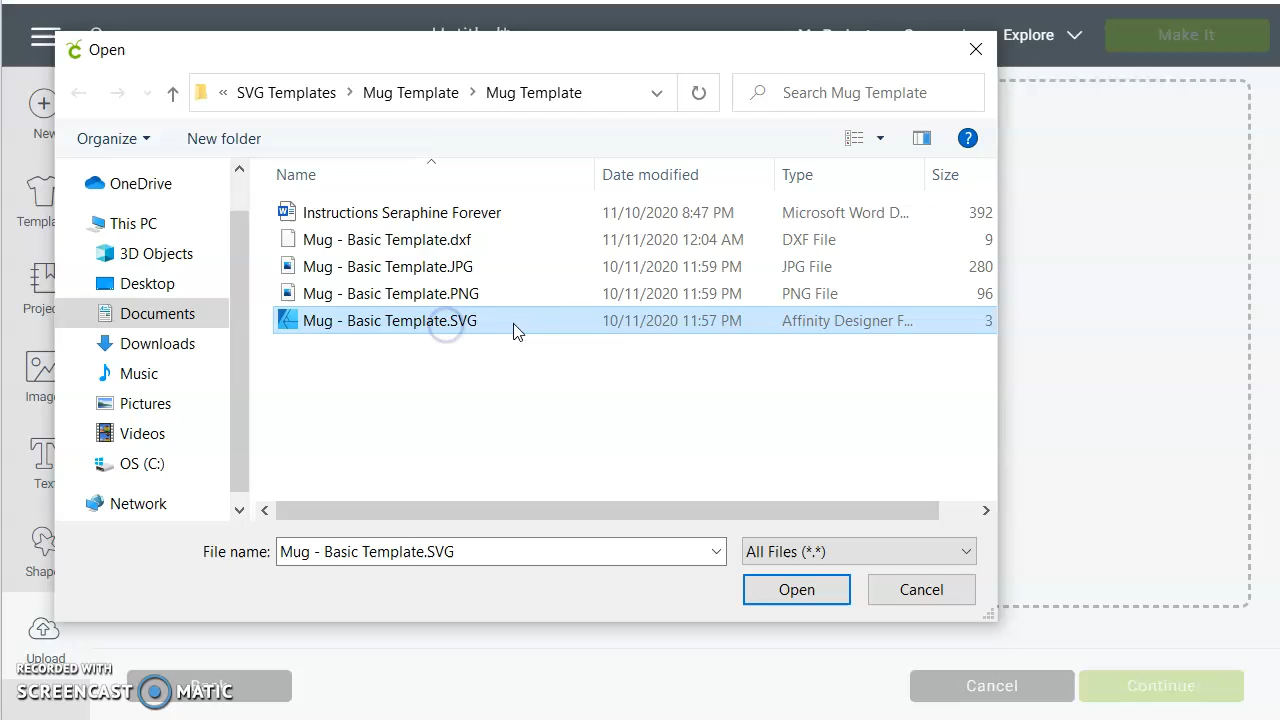 Open
Explore
Make It
« SVG Templates > Mug Template > Mug Template
Search Mug Template
Organize
New folder
New
Name
Date modified
Type
Size
OneDrive
This PC
3D Objects
Desktop
Documents
Downloads
Music
Pictures
Videos
OS (C:)
Network
Instructions Seraphine Forever 11/10/2020 8:47 PM Microsoft Word D... 392
Mug - Basic Template.dxf 11/11/2020 12:04 AM DXF File 9
Mug - Basic Template.JPG 10/11/2020 11:59 PM JPG File 280
Mug - Basic Template.PNG 10/11/2020 11:59 PM PNG File 96
Mug - Basic Template.SVG 10/11/2020 11:57 PM Affinity Designer F... 3
Templa
Projec
Image
Text
Shape
Upload
File name: Mug - Basic Template.SVG
All Files (*.*)
Open
Cancel
RECORDED WITH
SCREENCAST MATIC
Cancel
Continue